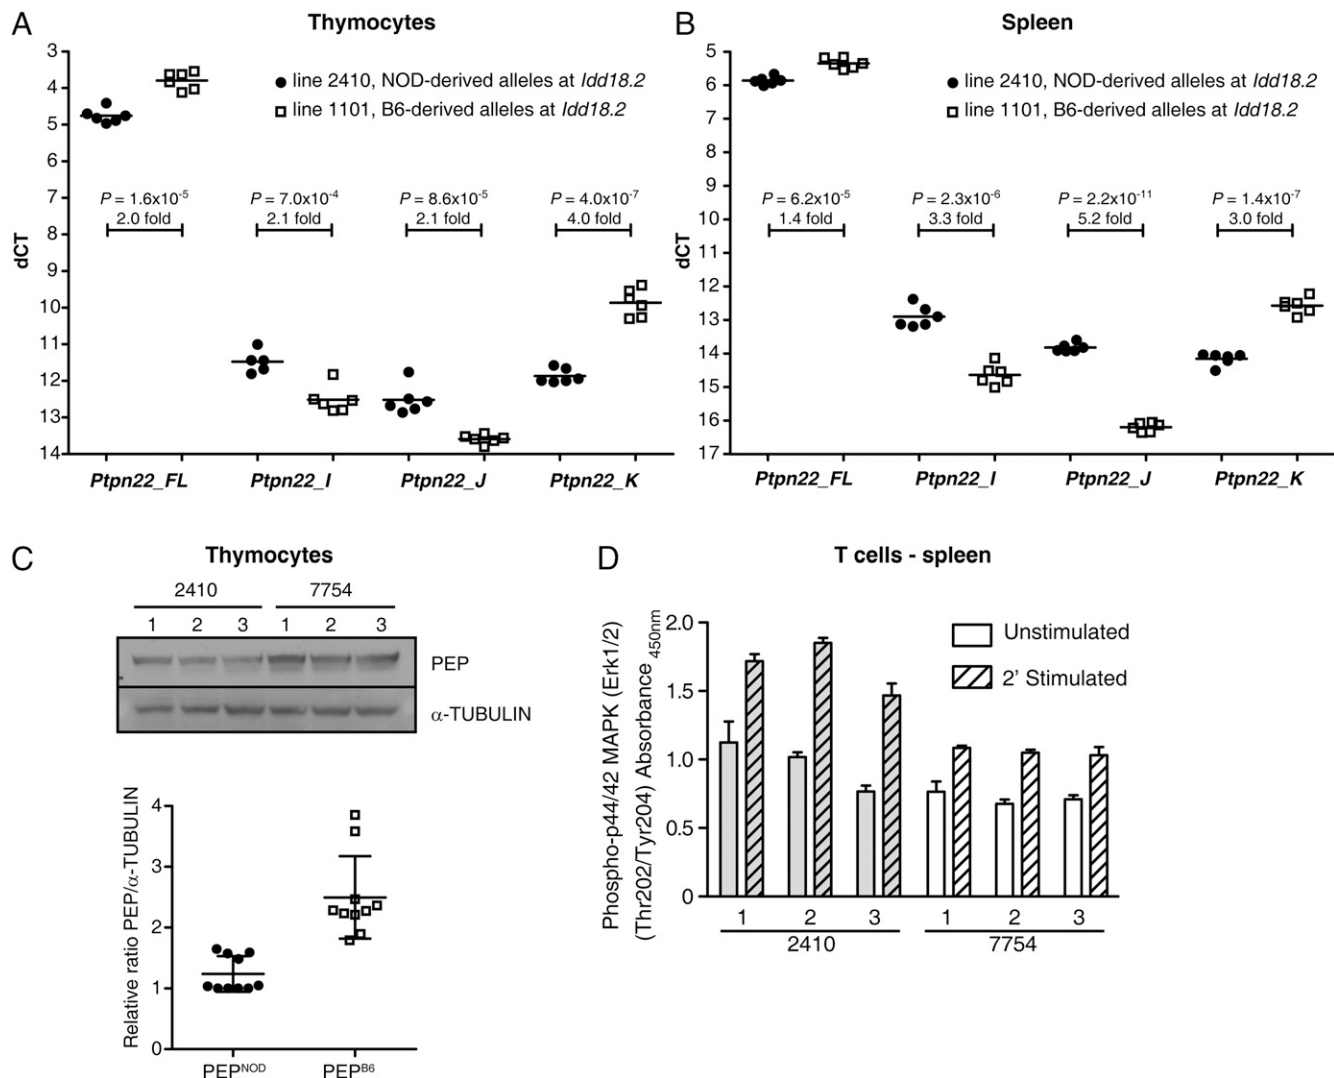 A
Thymocytes
3
4
5
6
7
8
9
10
11
12
13
14
dCT
line 2410, NOD-derived alleles at Idd18.2
line 1101, B6-derived alleles at Idd18.2
P = 1.6x10-5
2.0 fold
P = 7.0x10-4
2.1 fold
P = 8.6x10-5
2.1 fold
P = 4.0x10-7
4.0 fold
Ptpn22_FL
Ptpn22_I
Ptpn22_J
Ptpn22_K
B
Spleen
5
6
7
8
9
10
11
12
13
14
15
16
17
dCT
line 2410, NOD-derived alleles at Idd18.2
line 1101, B6-derived alleles at Idd18.2
P = 6.2x10-5
1.4 fold
P = 2.3x10-6
3.3 fold
P = 2.2x10-11
5.2 fold
P = 1.4x10-7
3.0 fold
Ptpn22_FL
Ptpn22_I
Ptpn22_J
Ptpn22_K
C
Thymocytes
2410 7754
1 2 3 1 2 3
PEP
α-TUBULIN
Relative ratio PEP/α-TUBULIN
4
3
2
1
0
PEPNOD
PEPB6
D
T cells - spleen
Phospho-p44/42 MAPK (Erk1/2)
(Thr202/Tyr204) Absorbance 450nm
2.0
1.5
1.0
0.5
0
Unstimulated
2' Stimulated
1 2 3 1 2 3
2410 7754